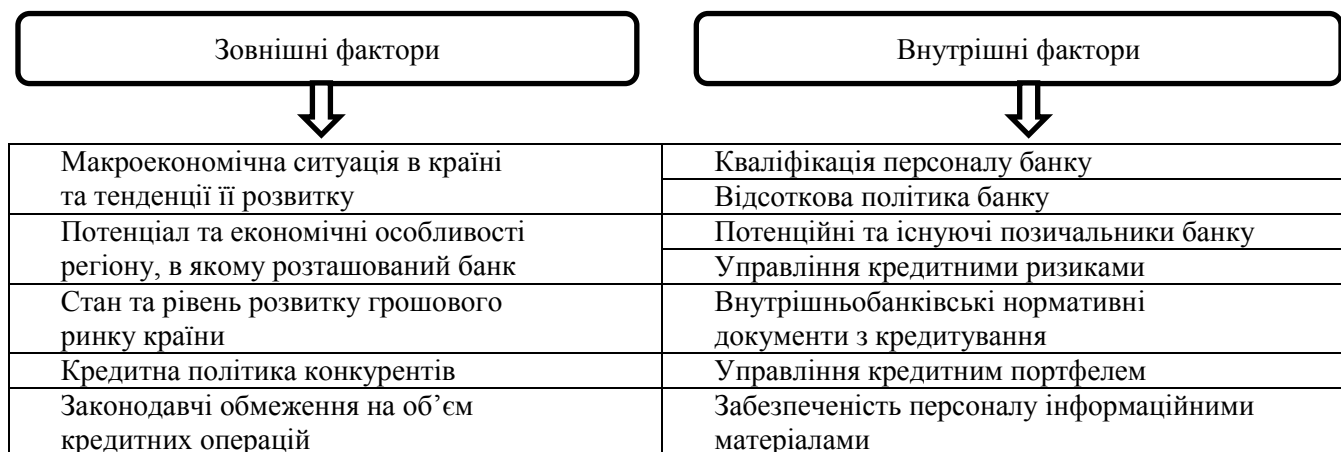 Зовнішні фактори
Внутрішні фактори
Макроекономічна ситуація в країні
та тенденції її розвитку
Потенціал та економічні особливості
регіону, в якому розташований банк
Стан та рівень розвитку грошового
ринку країни
Кредитна політика конкурентів
Законодавчі обмеження на об’єм
кредитних операцій
Кваліфікація персоналу банку
Відсоткова політика банку
Потенційні та існуючі позичальники банку
Управління кредитними ризиками
Внутрішньобанківські нормативні
документи з кредитування
Управління кредитним портфелем
Забезпеченість персоналу інформаційними
матеріалами